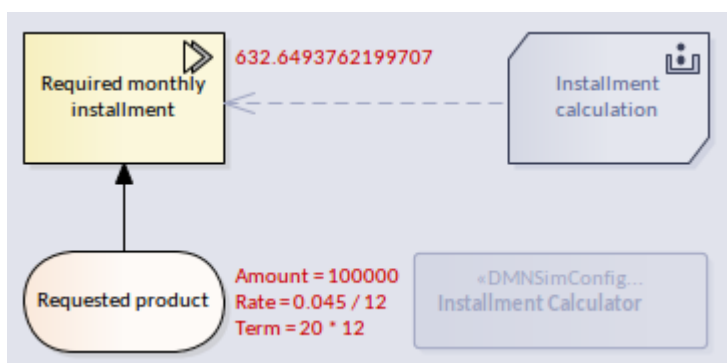 Required monthly
installment
632.6493762199707
Installment
calculation
Requested product
Amount = 100000
Rate = 0.045 / 12
Term = 20 * 12
«DMNSimConfig...
Installment Calculator